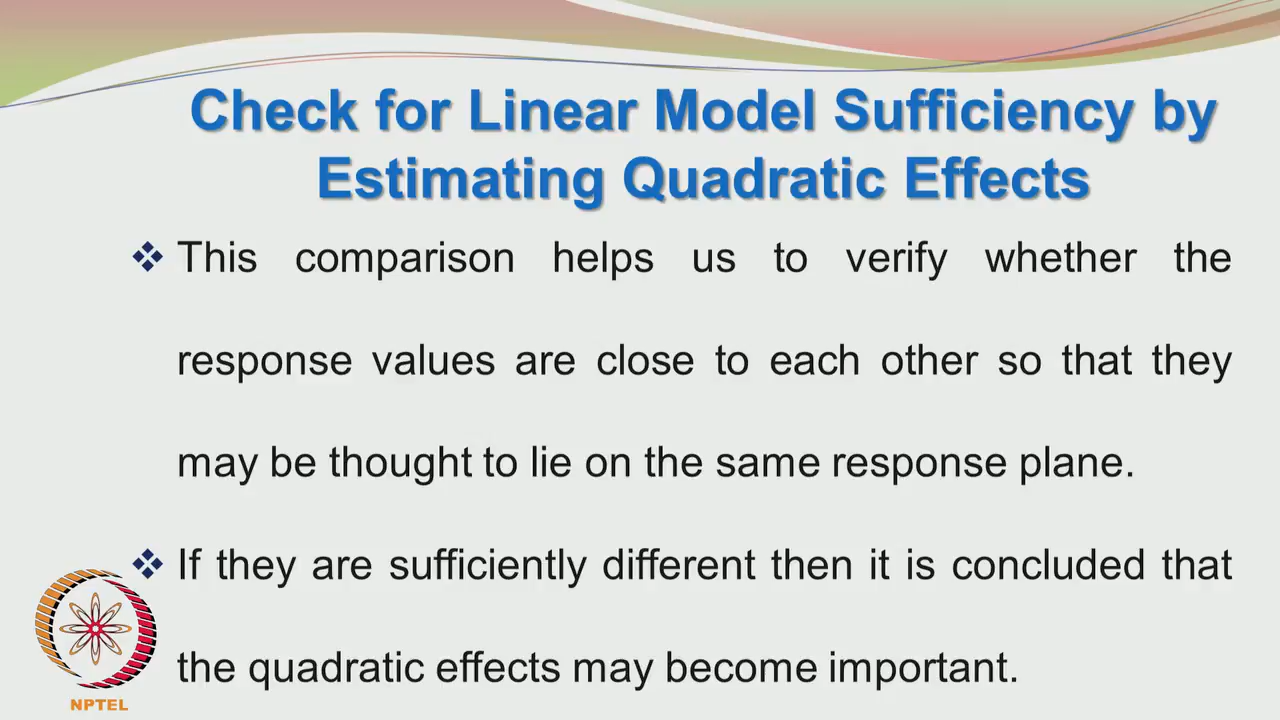 Check for Linear Model Sufficiency by
Estimating Quadratic Effects
❖ This comparison helps us to verify whether the
response values are close to each other so that they
may be thought to lie on the same response plane.
❖ If they are sufficiently different then it is concluded that
the quadratic effects may become important.
NPTEL